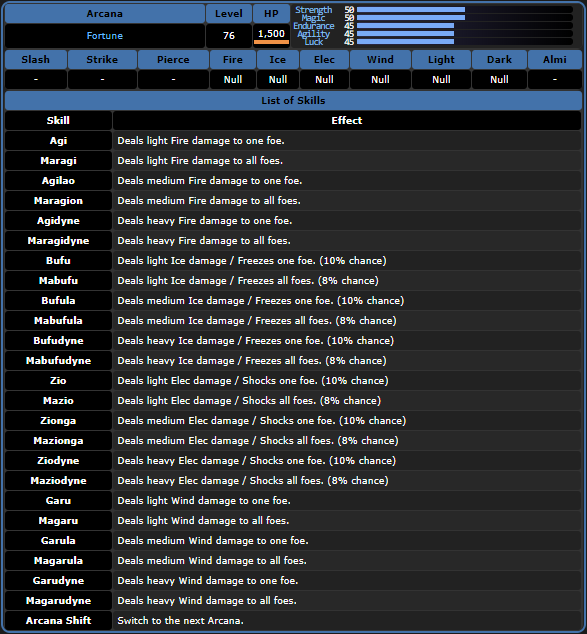 Arcana Level HP Strength 50
Magic 50
Endurance 45
Fortune 76 1,500 Agility 45
Luck 45
Slash Strike Pierce Fire Ice Elec Wind Light Dark Almi
- - - Null Null Null Null Null Null -
List of Skills
Skill Effect
Agi Deals light Fire damage to one foe.
Maragi Deals light Fire damage to all foes.
Agilao Deals medium Fire damage to one foe.
Maragion Deals medium Fire damage to all foes.
Agidyne Deals heavy Fire damage to one foe.
Maragidyne Deals heavy Fire damage to all foes.
Bufu Deals light Ice damage / Freezes one foe. (10% chance)
Mabufu Deals light Ice damage / Freezes all foes. (8% chance)
Bufula Deals medium Ice damage / Freezes one foe. (10% chance)
Mabufula Deals medium Ice damage / Freezes all foes. (8% chance)
Bufudyne Deals heavy Ice damage / Freezes one foe. (10% chance)
Mabufudyne Deals heavy Ice damage / Freezes all foes. (8% chance)
Zio Deals light Elec damage / Shocks one foe. (10% chance)
Mazio Deals light Elec damage / Shocks all foes. (8% chance)
Zionga Deals medium Elec damage / Shocks one foe. (10% chance)
Mazionga Deals medium Elec damage / Shocks all foes. (8% chance)
Ziodyne Deals heavy Elec damage / Shocks one foe. (10% chance)
Maziodyne Deals heavy Elec damage / Shocks all foes. (8% chance)
Garu Deals light Wind damage to one foe.
Magaru Deals light Wind damage to all foes.
Garula Deals medium Wind damage to one foe.
Magarula Deals medium Wind damage to all foes.
Garudyne Deals heavy Wind damage to one foe.
Magarudyne Deals heavy Wind damage to all foes.
Arcana Shift Switch to the next Arcana.